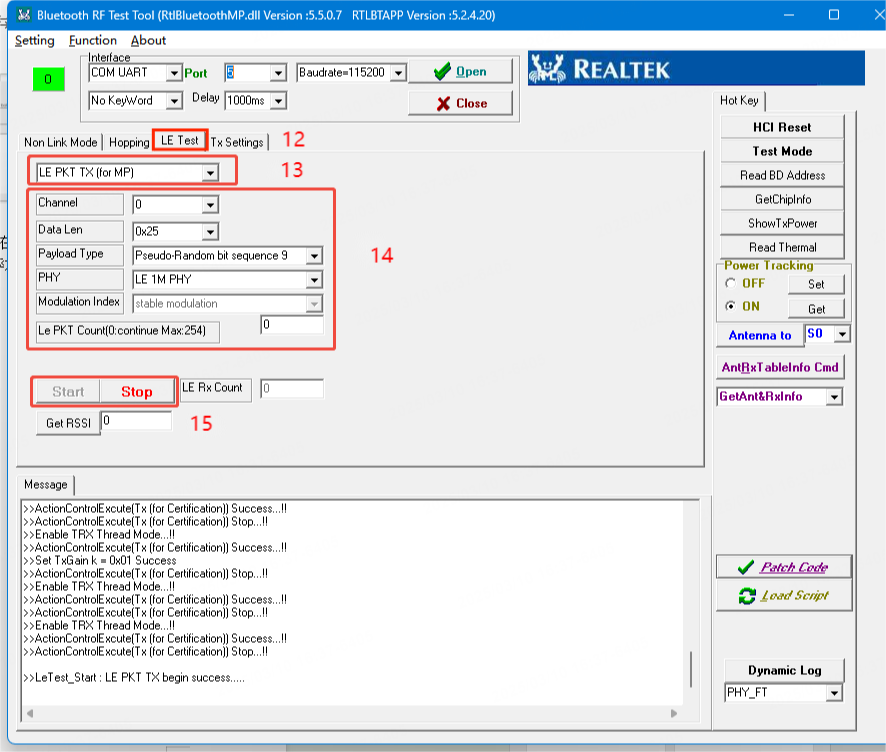 Bluetooth RF Test Tool (RtlBluetoothMP.dll Version :5.5.0.7 RTLBTAPP Version :5.2.4.20)
Setting Function About
0
Interface
COM UART Port 5 Baudrate=115200 Open
No KeyWord Delay 1000ms Close
REALTEK
Non Link Mode Hopping LE Test Tx Settings 12
LE PKT TX (for MP) 13
Channel 0
Data Len 0x25
Payload Type Pseudo-Random bit sequence 9 14
PHY LE 1M PHY
Modulation Index stable modulation
Le PKT Count(0:continue Max:254) 0
Start Stop LE Rx Count 0
Get RSSI 0 15
Hot Key
HCI Reset
Test Mode
Read BD Address
GetChipInfo
ShowTxPower
Read Thermal
Power Tracking
OFF Set
ON Get
Antenna to S0
AntRxTableInfo Cmd
GetAnt&RxInfo
Patch Code
Load Script
Dynamic Log
PHY_FT
Message
>>ActionControlExcute(Tx (for Certification)) Success...!!
>>ActionControlExcute(Tx (for Certification)) Stop...!!
>>Enable TRX Thread Mode...!!
>>ActionControlExcute(Tx (for Certification)) Success...!!
>>Set TxGain k = 0x01 Success
>>ActionControlExcute(Tx (for Certification)) Stop...!!
>>Enable TRX Thread Mode...!!
>>ActionControlExcute(Tx (for Certification)) Success...!!
>>ActionControlExcute(Tx (for Certification)) Stop...!!
>>Enable TRX Thread Mode...!!
>>ActionControlExcute(Tx (for Certification)) Success...!!
>>ActionControlExcute(Tx (for Certification)) Stop...!!
>>LeTest_Start : LE PKT TX begin success.....